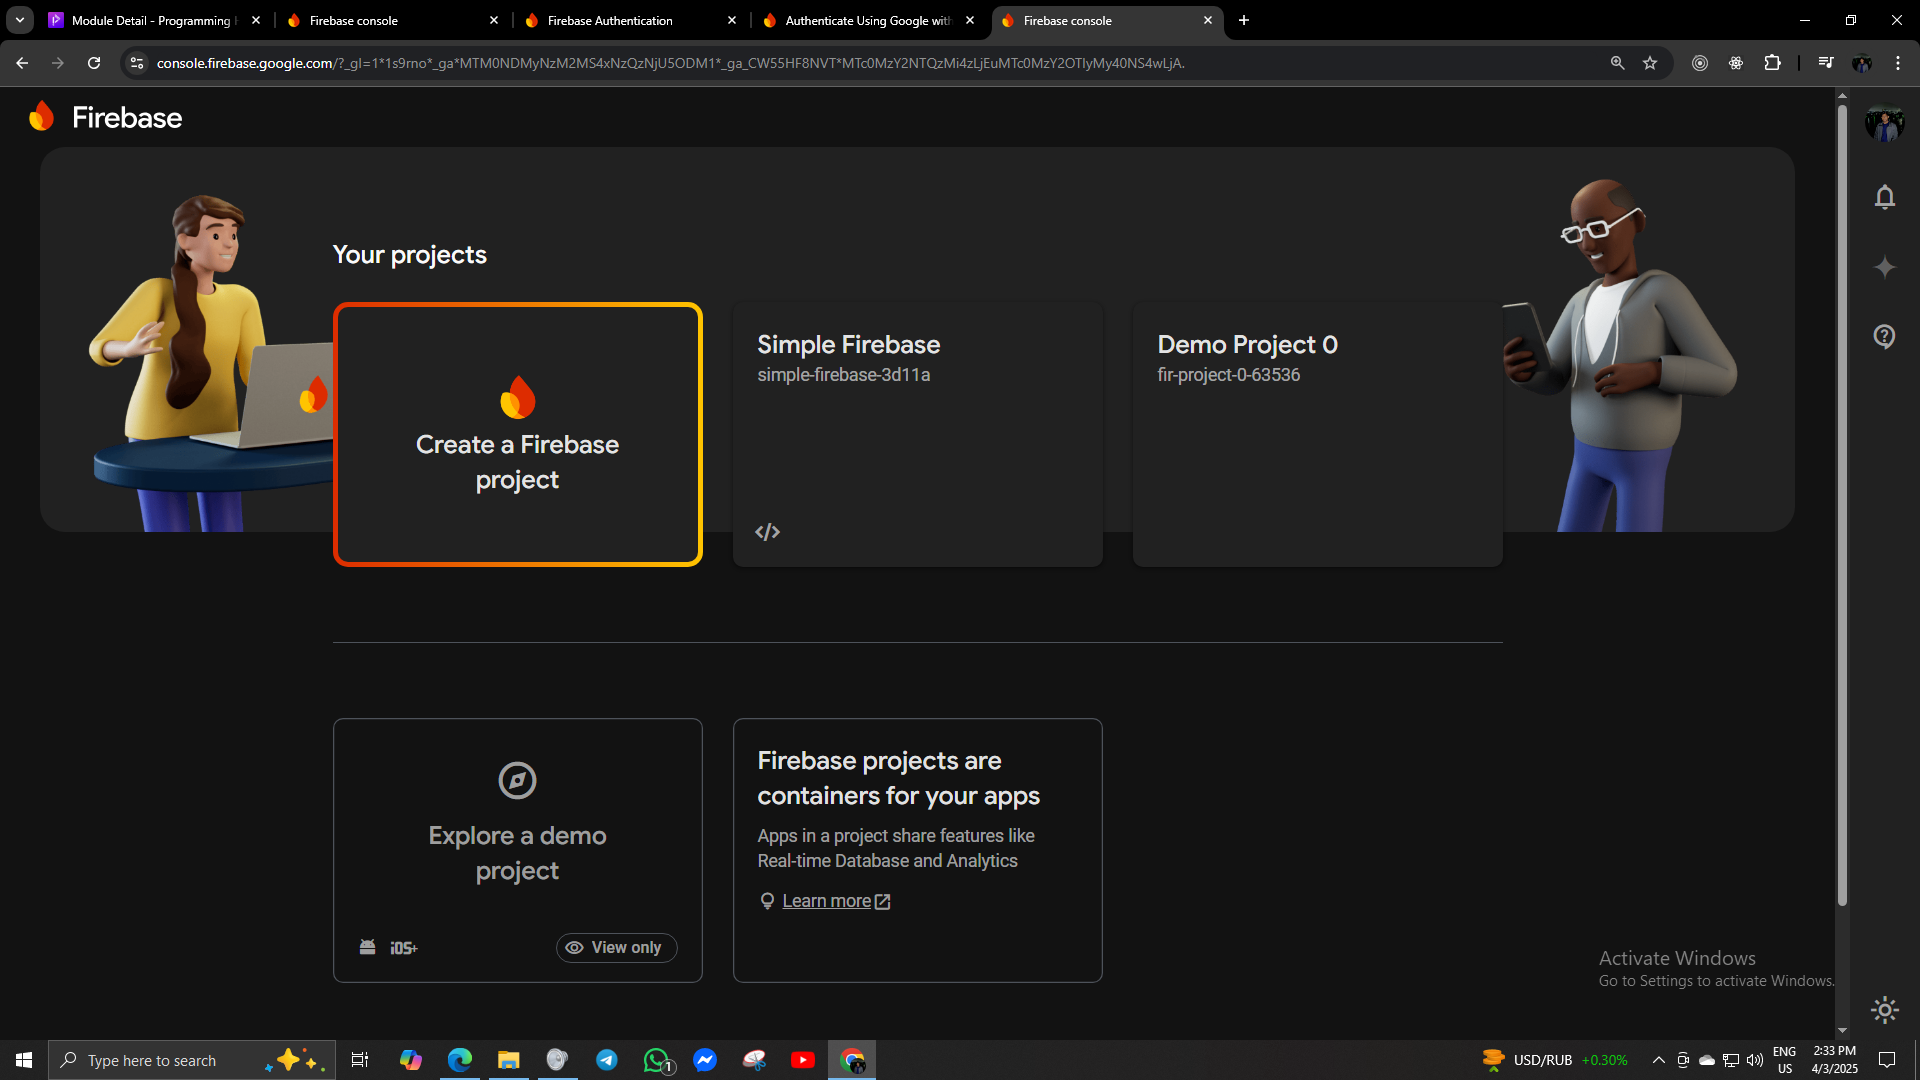 Module Detail - Programming
Firebase console
Firebase Authentication
Authenticate Using Google with
Firebase console
console.firebase.google.com/?_gl=1*1s9rno*_ga*MTM0NDMyNzM2MS4xNzQzNjU5ODM1*_ga_CW55HF8NVT*MTc0MzY2NTQzMi4zLjEuMTc0MzY2OTIyMy40NS4wLjA.
Firebase
Your projects
Create a Firebase
project
Simple Firebase
simple-firebase-3d11a
</>
Demo Project 0
fir-project-0-63536
Explore a demo
project
iOS+
View only
Firebase projects are
containers for your apps
Apps in a project share features like
Real-time Database and Analytics
Learn more
Activate Windows
Go to Settings to activate Windows.
Type here to search
1
USD/RUB +0.30%
ENG
US
2:33 PM
4/3/2025